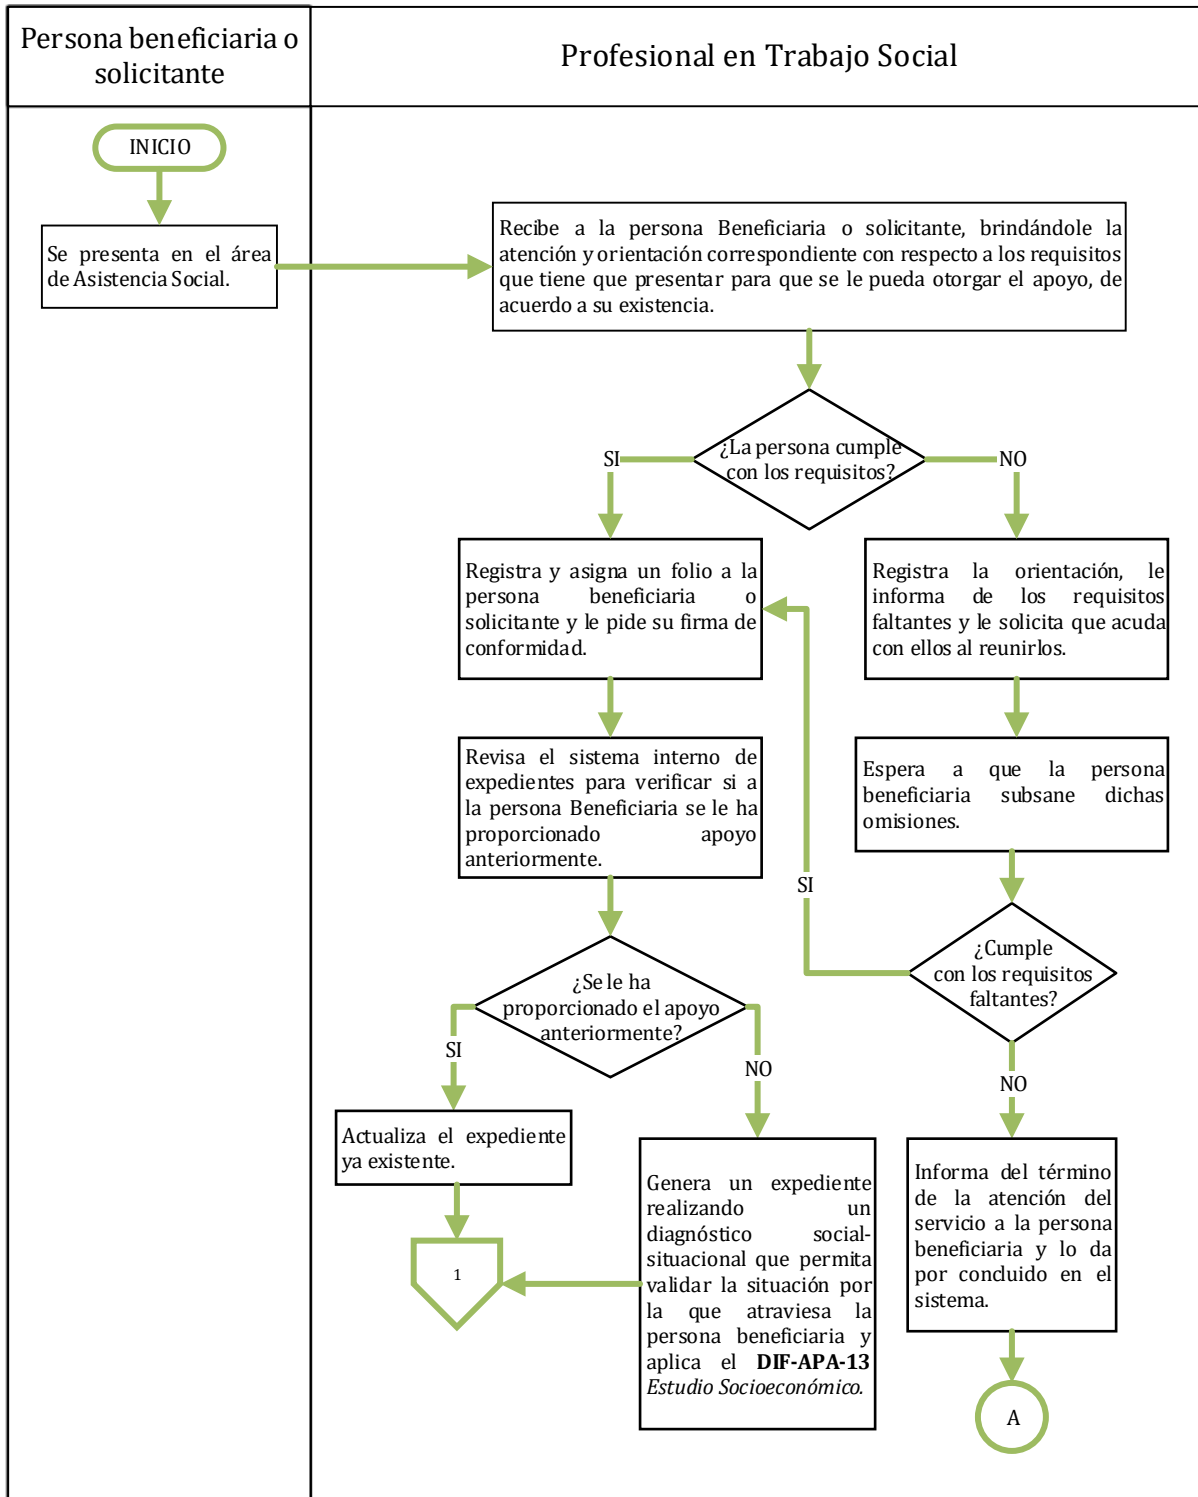 Persona beneficiaria o
solicitante
Profesional en Trabajo Social
INICIO
Se presenta en el área
de Asistencia Social.
Recibe a la persona Beneficiaria o solicitante, brindándole la
atención y orientación correspondiente con respecto a los requisitos
que tiene que presentar para que se le pueda otorgar el apoyo, de
acuerdo a su existencia.
¿La persona cumple
con los requisitos?
SI
NO
Registra y asigna un folio a la
persona beneficiaria o
solicitante y le pide su firma de
conformidad.
Registra la orientación, le
informa de los requisitos
faltantes y le solicita que acuda
con ellos al reunirlos.
Revisa el sistema interno de
expedientes para verificar si a
la persona Beneficiaria se le ha
proporcionado apoyo
anteriormente.
Espera a que la persona
beneficiaria subsane dichas
omisiones.
SI
¿Cumple
con los requisitos
faltantes?
¿Se le ha
proporcionado el apoyo
anteriormente?
SI
NO
NO
Actualiza el expediente
ya existente.
Genera un expediente
realizando un
diagnóstico social-
situacional que permita
validar la situación por
la que atraviesa la
persona beneficiaria y
aplica el DIF-APA-13
Estudio Socioeconómico.
Informa del término
de la atención del
servicio a la persona
beneficiaria y lo da
por concluido en el
sistema.
1
A